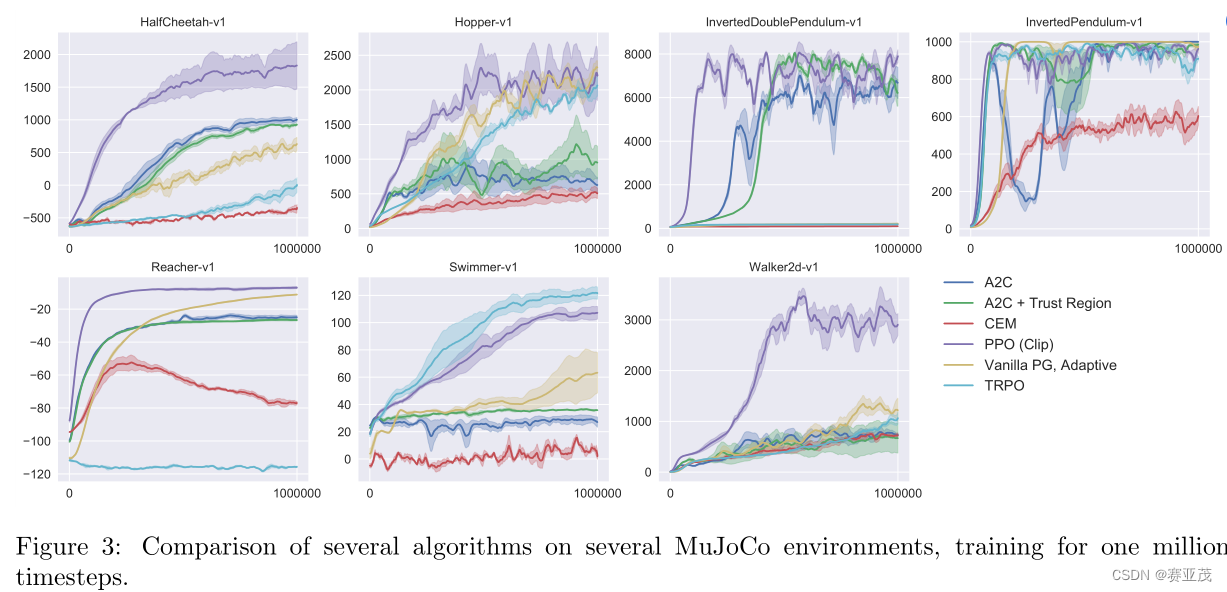 HalfCheetah-v1
2000
1500
1000
500
0
−500
0 1000000
Hopper-v1
2500
2000
1500
1000
500
0
0 1000000
InvertedDoublePendulum-v1
8000
6000
4000
2000
0
0 1000000
InvertedPendulum-v1
1000
800
600
400
200
0
0 1000000
Reacher-v1
−20
−40
−60
−80
−100
−120
0 1000000
Swimmer-v1
120
100
80
60
40
20
0
0 1000000
Walker2d-v1
3000
2000
1000
0
0 1000000
A2C
A2C + Trust Region
CEM
PPO (Clip)
Vanilla PG, Adaptive
TRPO
Figure 3: Comparison of several algorithms on several MuJoCo environments, training for one million
timesteps.
CSDN @赛亚茂